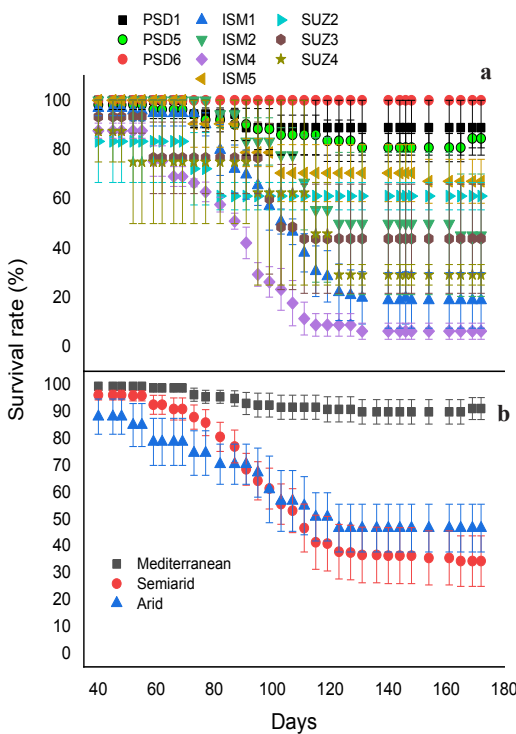 PSD1 ISM1 SUZ2
PSD5 ISM2 SUZ3
PSD6 ISM4 SUZ4
ISM5
a
100
80
60
40
20
0
b
100
90
80
70
60
50
40
30
20
10
0
Mediterranean
Semiarid
Arid
Survival rate (%)
40 60 80 100 120 140 160 180
Days